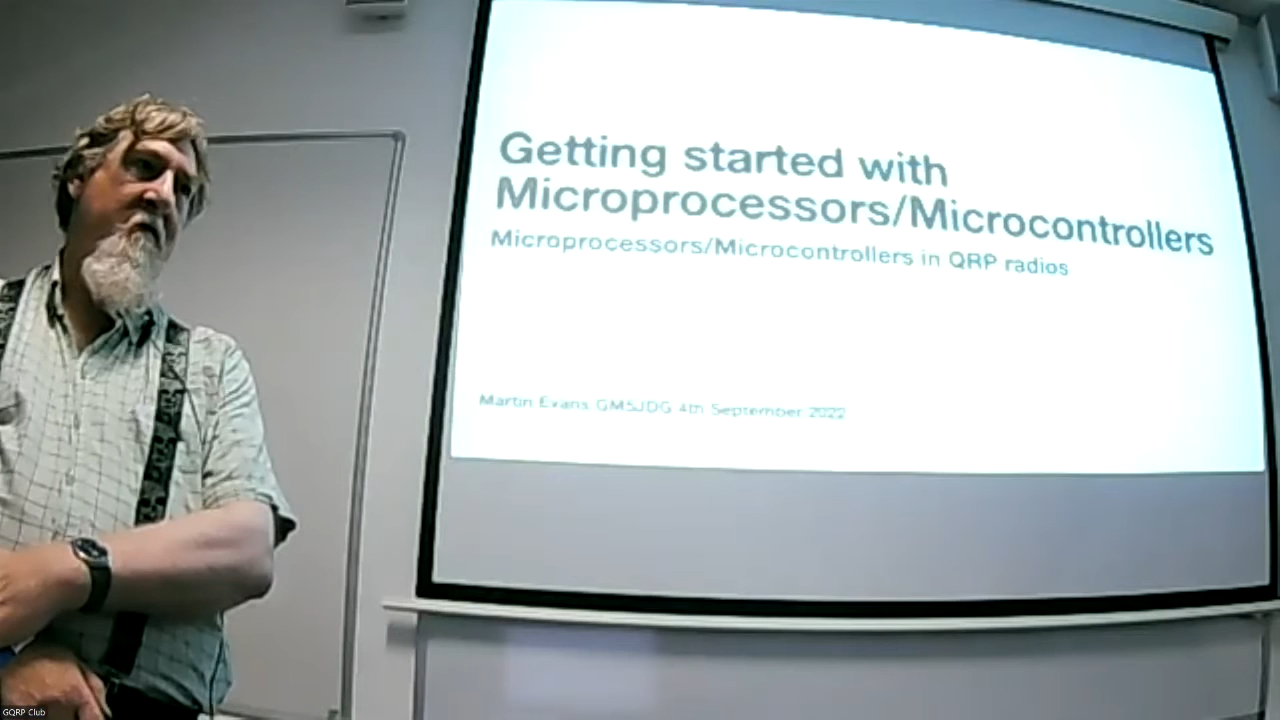 Getting started with
Microprocessors/Microcontrollers
Microprocessors/Microcontrollers in QRP radios
Martin Evans GM5JDG 4th September 2022
GQRP Club